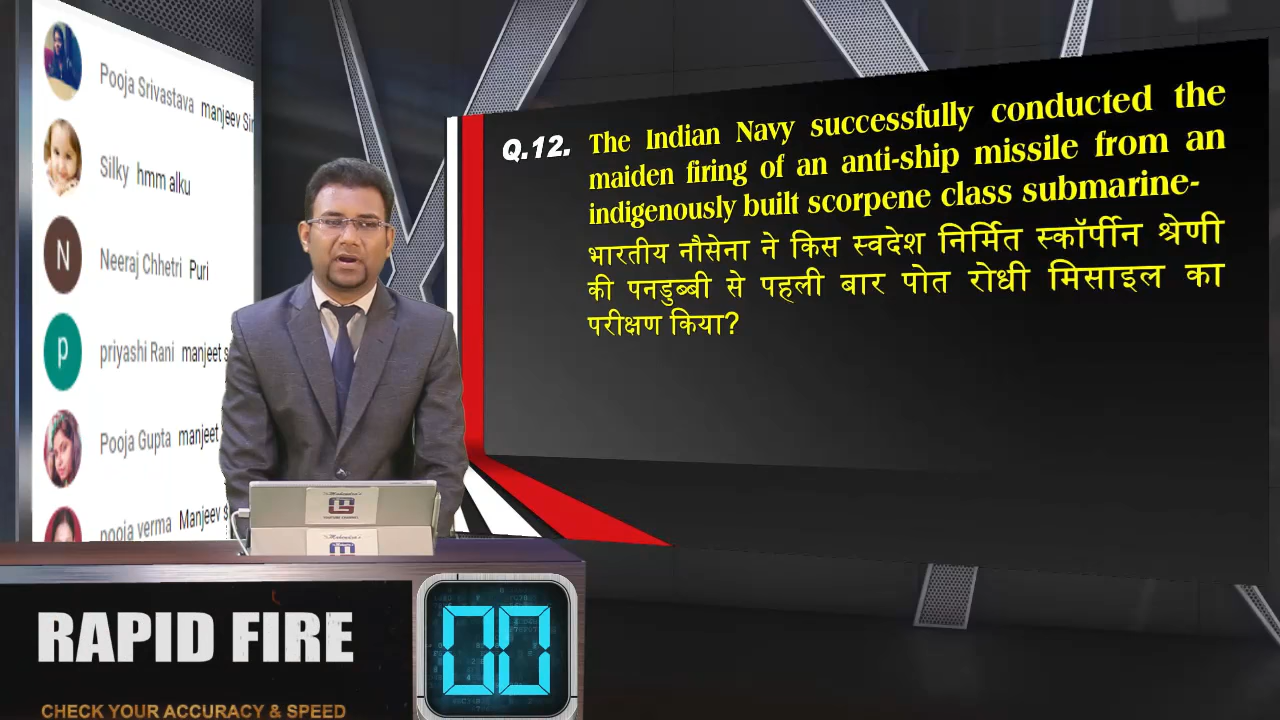 Pooja Srivastava manjeev Sin
Silky hmm alku
N
Neeraj Chhetri Puri
p
priyashi Rani manjeet s
Pooja Gupta manjeet
pooja verma Manjeev s
Q.12. The Indian Navy successfully conducted the
maiden firing of an anti-ship missile from an
indigenously built scorpene class submarine-
भारतीय नौसेना ने किस स्वदेश निर्मित स्कॉर्पीन श्रेणी
की पनडुब्बी से पहली बार पोत रोधी मिसाइल का
परीक्षण किया?
RAPID FIRE
00
CHECK YOUR ACCURACY & SPEED